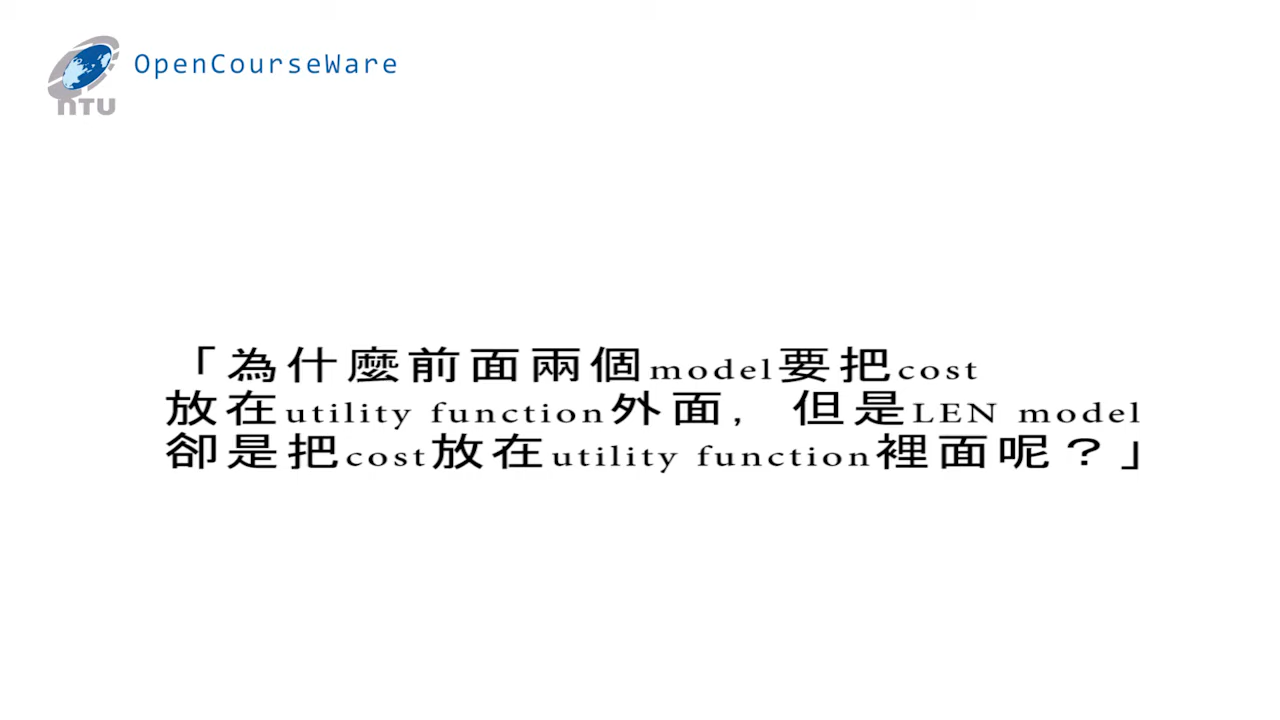 OpenCourseWare
NTU
「為什麼前面兩個model要把cost
放在utility function外面，但是LEN model
卻是把cost放在utility function裡面呢？」